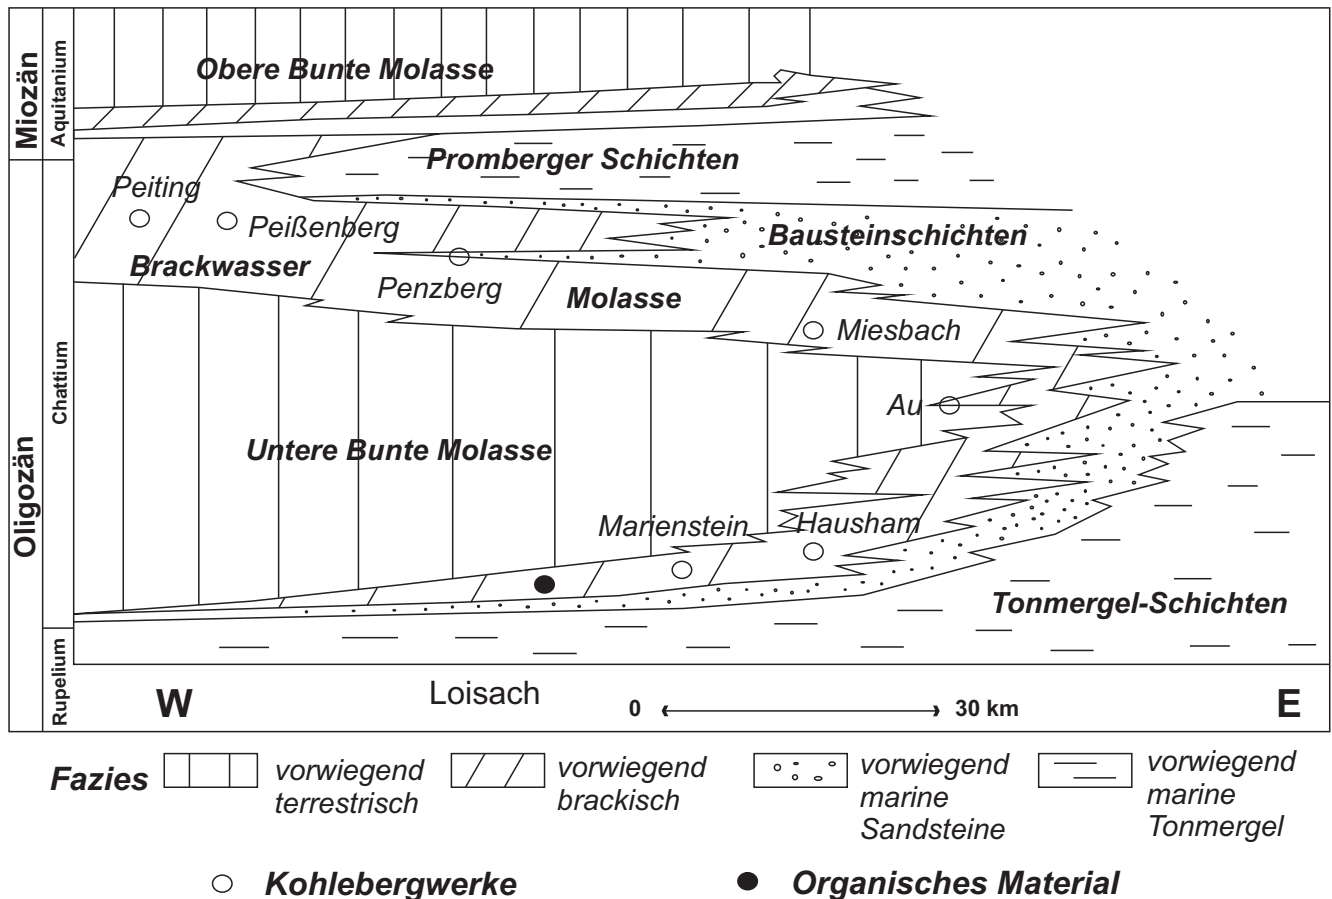 Miozän
Aquitanium
Oligozän
Chattium
Rupelium
Obere Bunte Molasse
Promberger Schichten
Peiting
Peißenberg
Bausteinschichten
Brackwasser
Penzberg
Molasse
Miesbach
Au
Untere Bunte Molasse
Marienstein
Hausham
Tonmergel-Schichten
W
Loisach
0
30 km
E
Fazies
vorwiegend
terrestrisch
vorwiegend
brackisch
vorwiegend
marine
Sandsteine
vorwiegend
marine
Tonmergel
Kohlebergwerke
Organisches Material